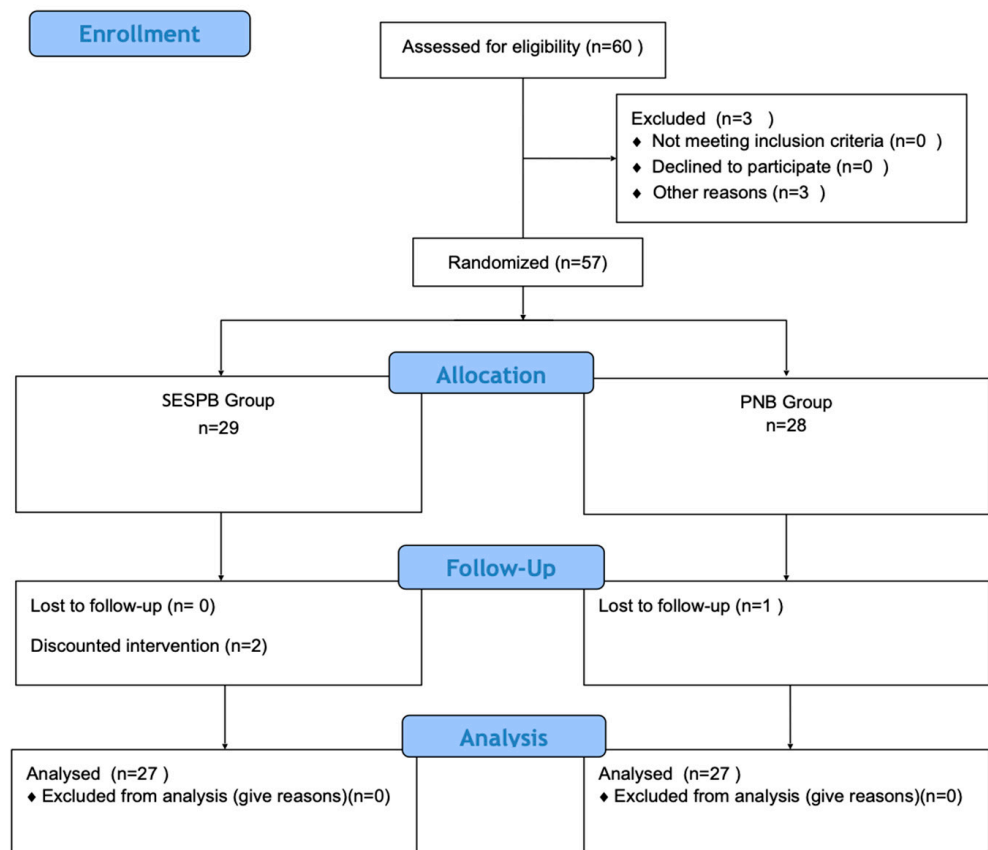 Enrollment
Assessed for eligibility (n=60 )
Excluded (n=3 )
♦ Not meeting inclusion criteria (n=0 )
♦ Declined to participate (n=0 )
♦ Other reasons (n=3 )
Randomized (n=57)
Allocation
SESPB Group
n=29
PNB Group
n=28
Follow-Up
Lost to follow-up (n= 0)
Discounted intervention (n=2)
Lost to follow-up (n=1 )
Analysis
Analysed (n=27 )
♦ Excluded from analysis (give reasons)(n=0)
Analysed (n=27 )
♦ Excluded from analysis (give reasons)(n=0)